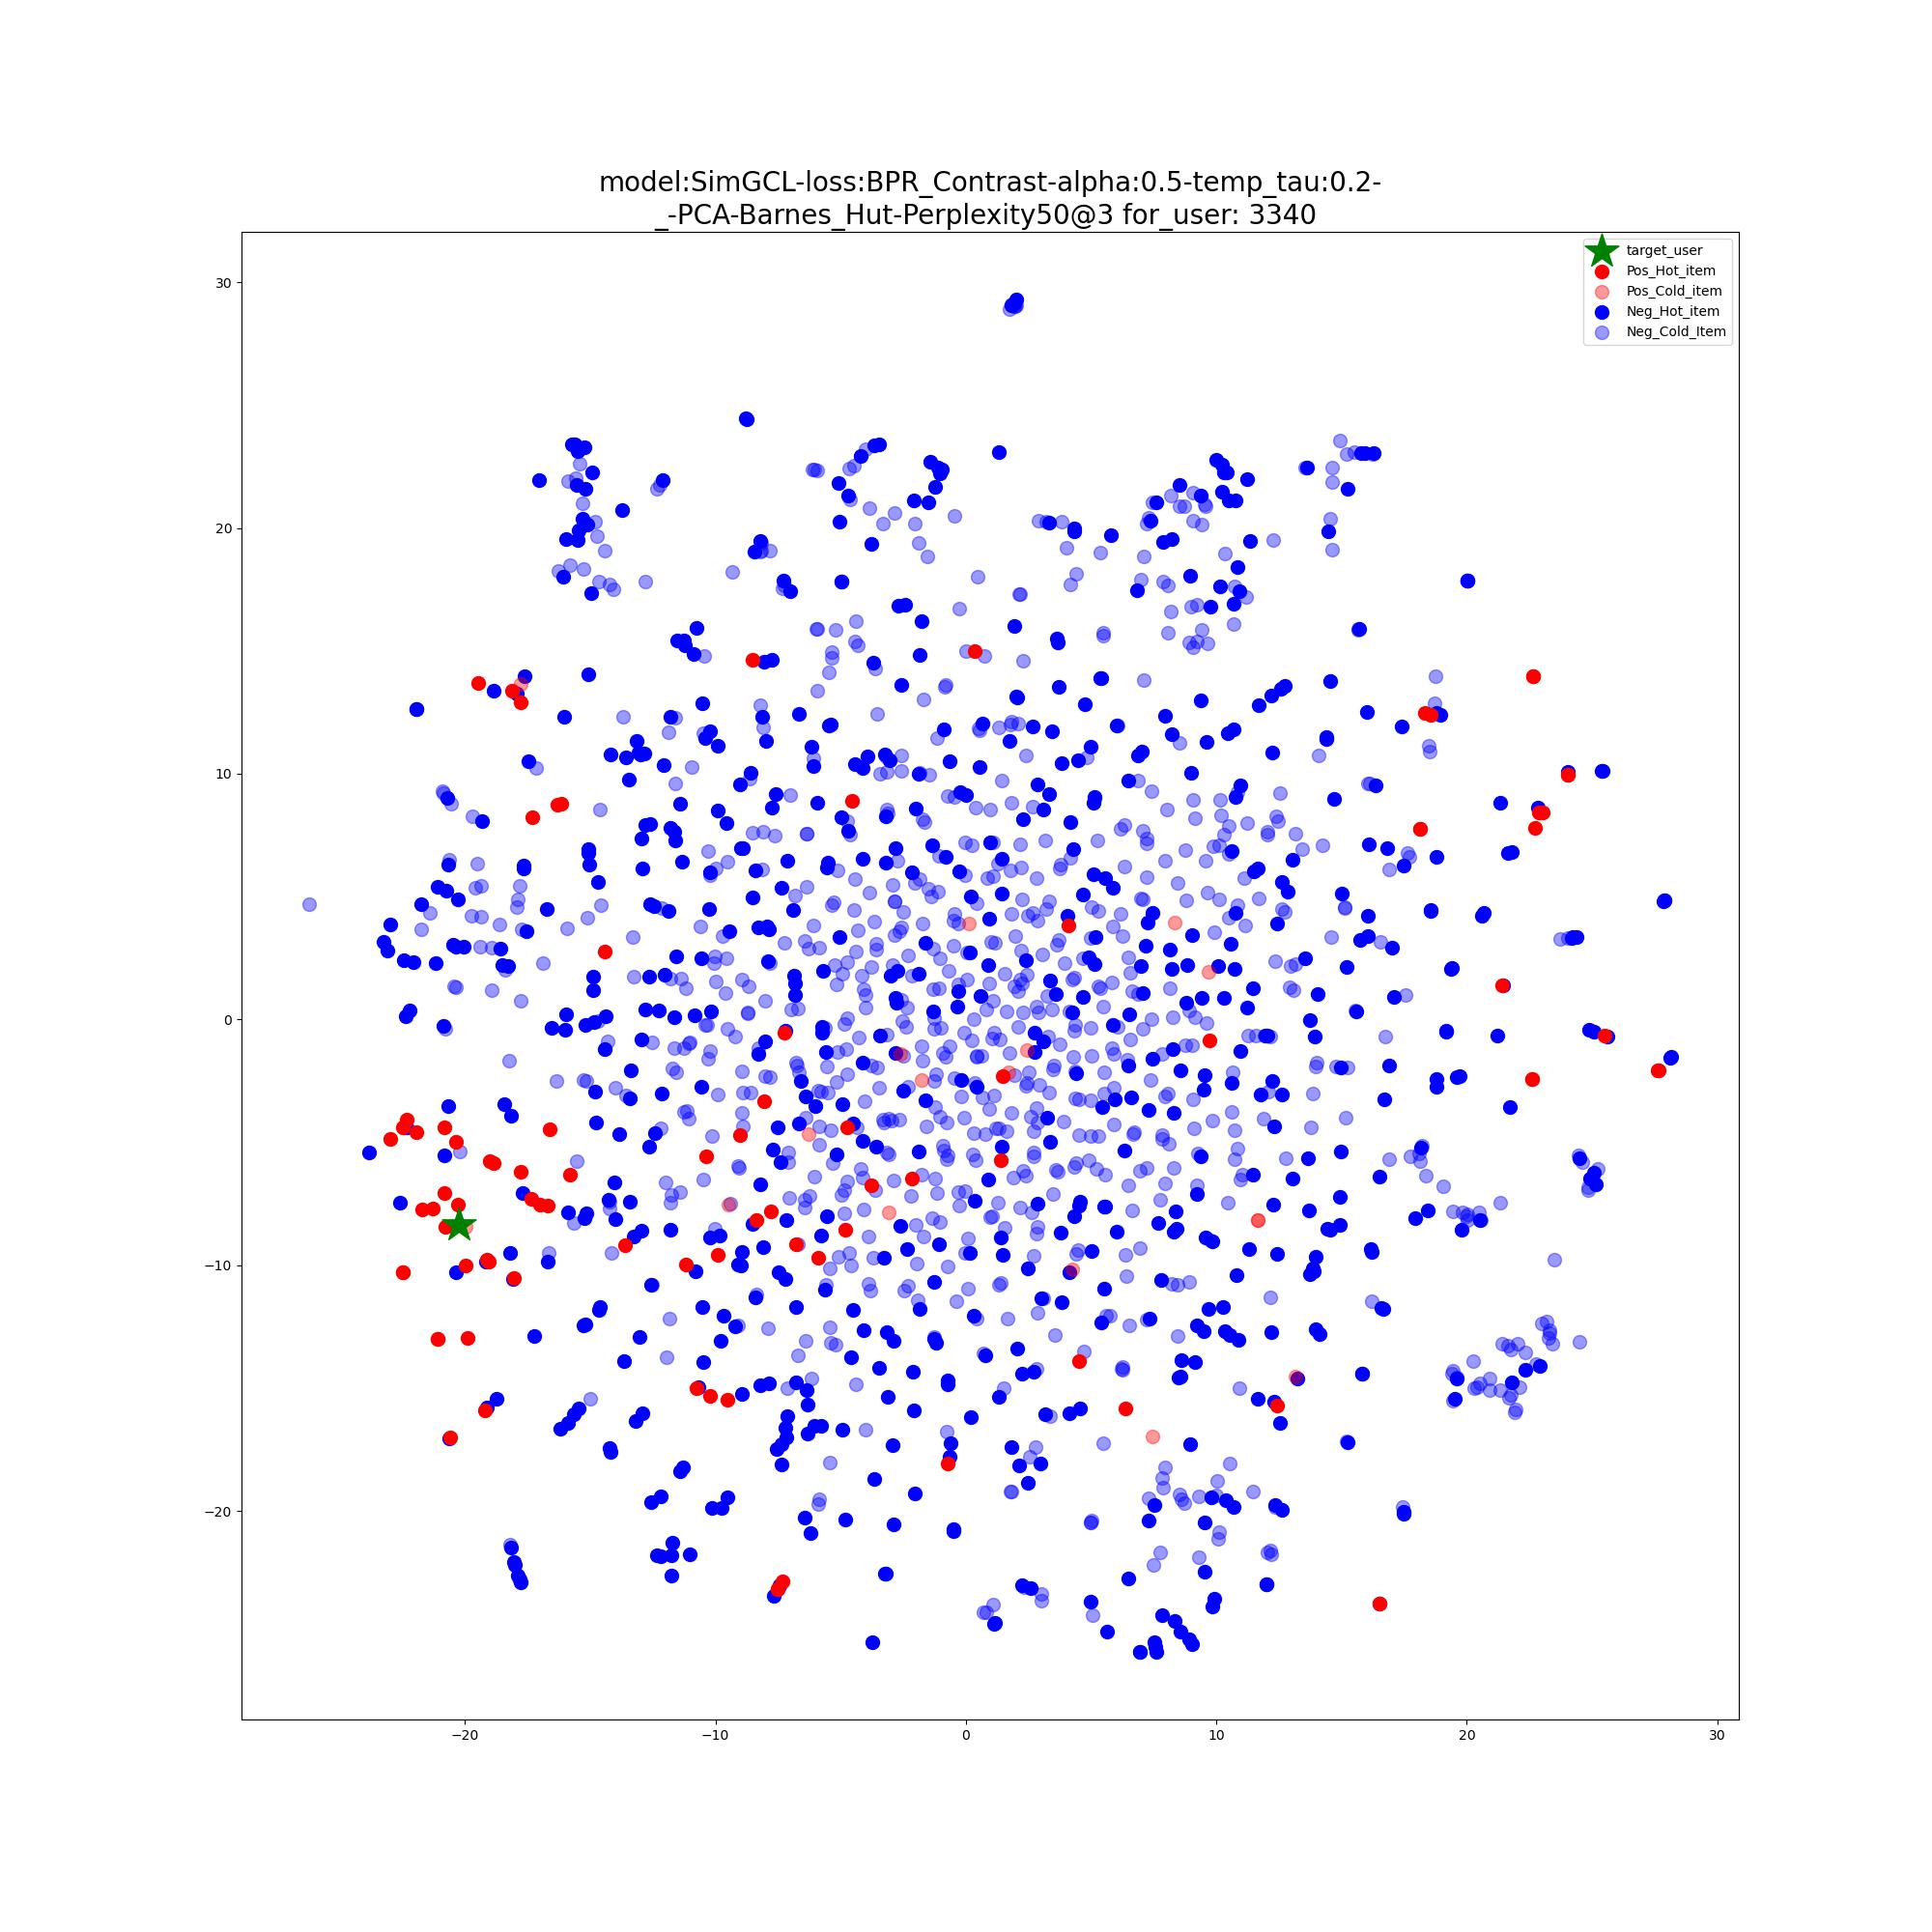 model:SimGCL-loss:BPR_Contrast-alpha:0.5-temp_tau:0.2-
_-PCA-Barnes_Hut-Perplexity50@3 for_user: 3340
target_user
Pos_Hot_item
Pos_Cold_item
Neg_Hot_item
Neg_Cold_Item
30
20
10
0
−10
−20
−20 −10 0 10 20 30